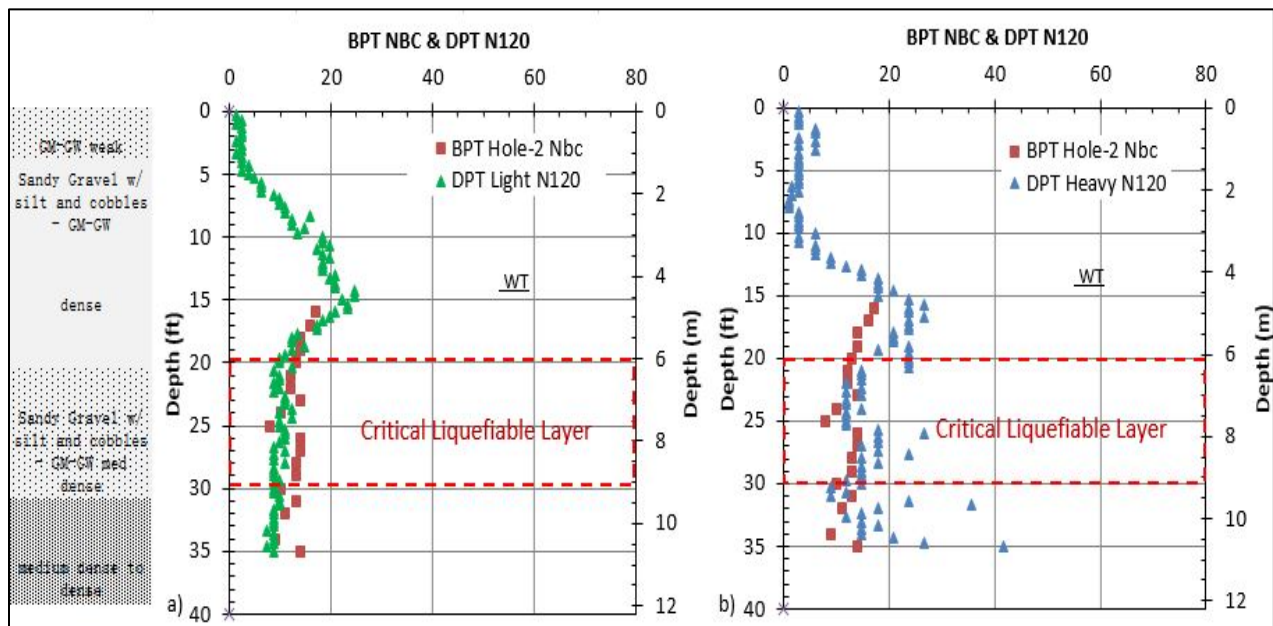 GM-GW weak
Sandy Gravel w/
silt and cobbles
- GM-GW
dense
Sandy Gravel w/
silt and cobbles
- GM-GW med
dense
medium dense to
dense
BPT NBC & DPT N120
0 20 40 60 80
0
5
10
15
20
25
30
35
40
Depth (ft)
BPT Hole-2 Nbc
DPT Light N120
WT
Critical Liquefiable Layer
a)
0
2
4
6
8
10
12
Depth (m)
BPT NBC & DPT N120
0 20 40 60 80
0
5
10
15
20
25
30
35
40
Depth (ft)
BPT Hole-2 Nbc
DPT Heavy N120
WT
Critical Liquefiable Layer
b)
0
2
4
6
8
10
12
Depth (m)